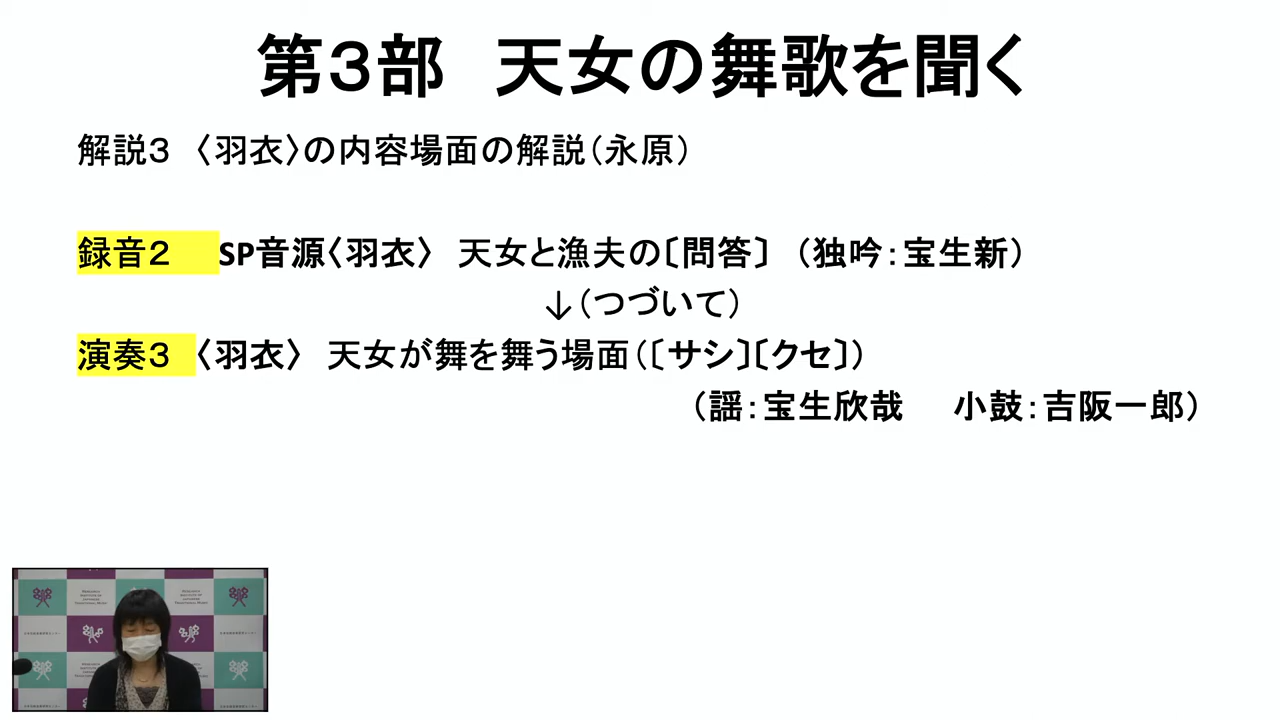 第３部　天女の舞歌を聞く
解説３　〈羽衣〉の内容場面の解説（永原）
録音２　SP音源〈羽衣〉　天女と漁夫の〔問答〕　（独吟：宝生新）
↓（つづいて）
演奏３　〈羽衣〉　天女が舞を舞う場面（〔サシ〕〔クセ〕）
（謡：宝生欣哉　小鼓：吉阪一郎）